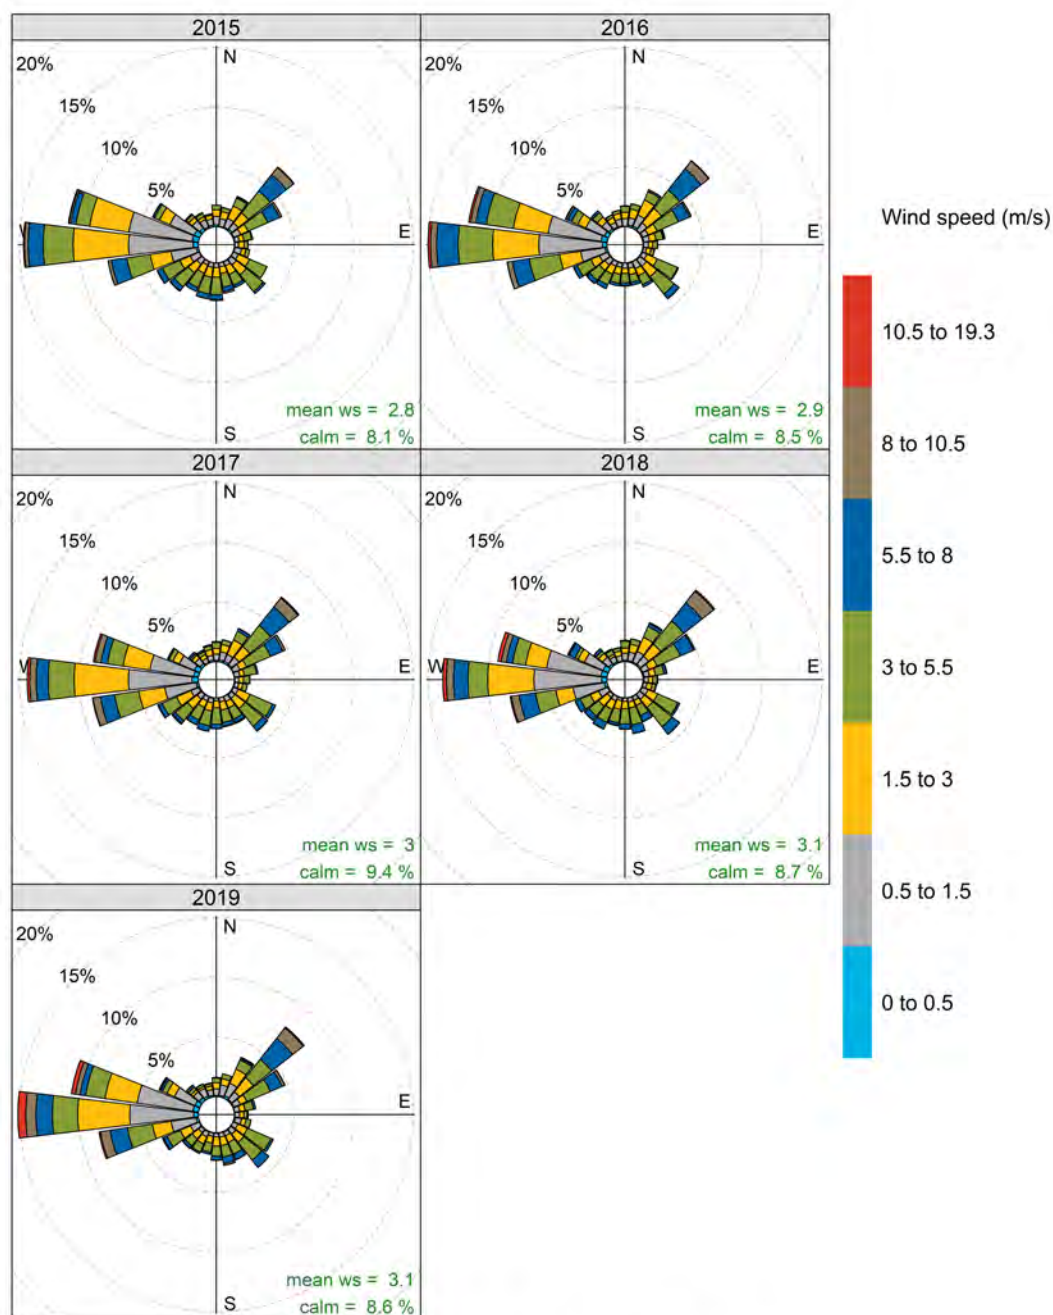 2015
2016
20%
15%
10%
5%
N
E
S
mean ws = 2.8
calm = 8.1 %
20%
15%
10%
5%
N
E
S
mean ws = 2.9
calm = 8.5 %
2017
2018
20%
15%
10%
5%
N
E
S
mean ws = 3
calm = 9.4 %
20%
15%
10%
5%
N
W
E
S
mean ws = 3.1
calm = 8.7 %
2019
20%
15%
10%
5%
N
E
S
mean ws = 3.1
calm = 8.6 %
Wind speed (m/s)
10.5 to 19.3
8 to 10.5
5.5 to 8
3 to 5.5
1.5 to 3
0.5 to 1.5
0 to 0.5